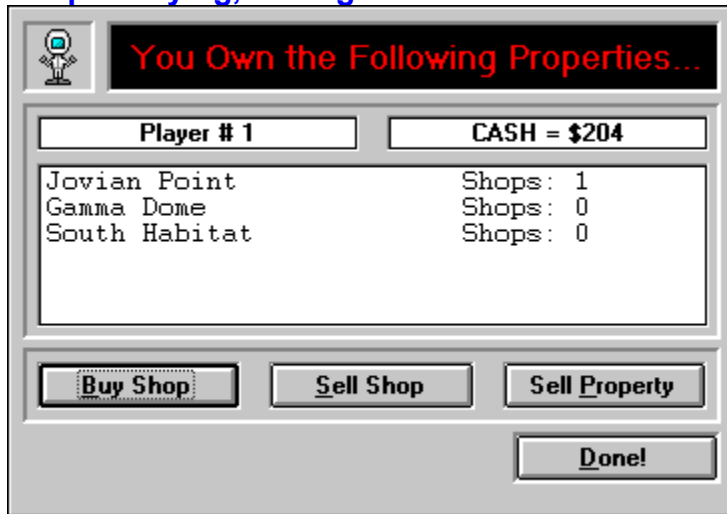 You Own the Following Properties...
Player # 1 CASH = $204
Jovian Point Shops: 1
Gamma Dome Shops: 0
South Habitat Shops: 0
Buy Shop Sell Shop Sell Property
Done!